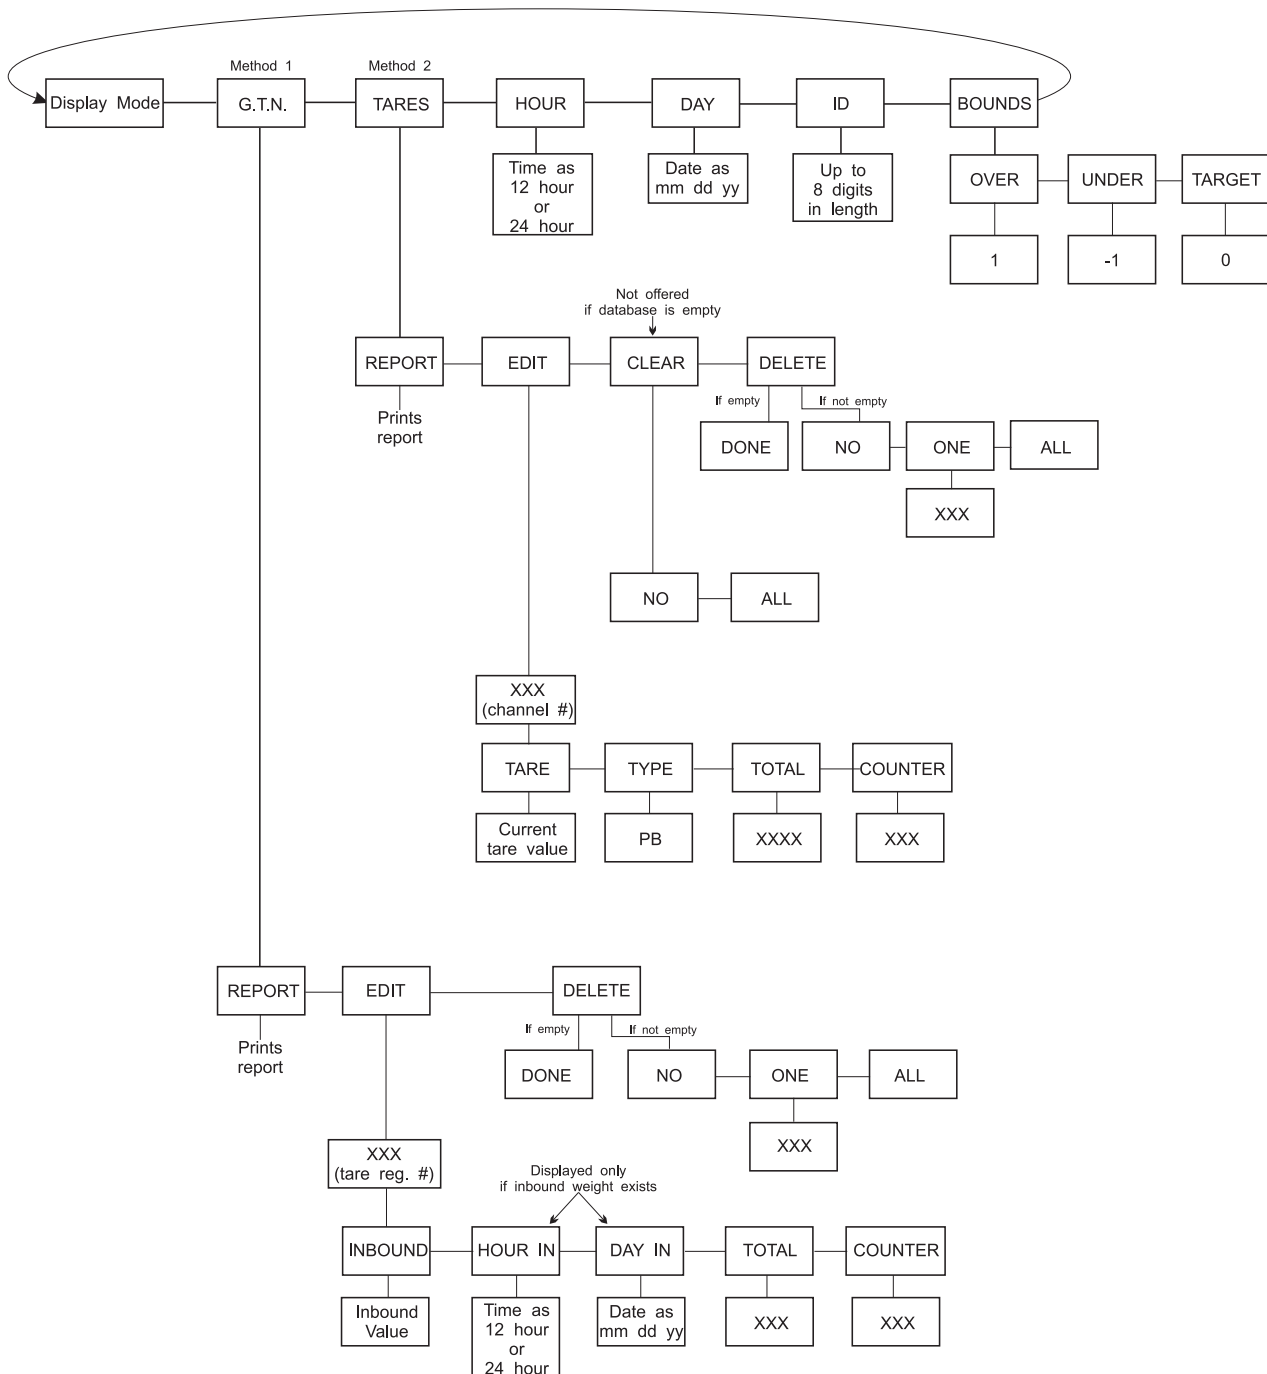 Method 1
Method 2
Display Mode
G.T.N.
TARES
HOUR
DAY
ID
BOUNDS
Time as
12 hour
or
24 hour
Date as
mm dd yy
Up to
8 digits
in length
OVER
UNDER
TARGET
1
-1
0
Not offered
if database is empty
REPORT
EDIT
CLEAR
DELETE
Prints
report
If empty
If not empty
DONE
NO
ONE
ALL
XXX
NO
ALL
XXX
(channel #)
TARE
TYPE
TOTAL
COUNTER
Current
tare value
PB
XXXX
XXX
REPORT
EDIT
DELETE
Prints
report
If empty
If not empty
DONE
NO
ONE
ALL
XXX
XXX
(tare reg. #)
Displayed only
if inbound weight exists
INBOUND
HOUR IN
DAY IN
TOTAL
COUNTER
Inbound
Value
Time as
12 hour
or
24 hour
Date as
mm dd yy
XXX
XXX